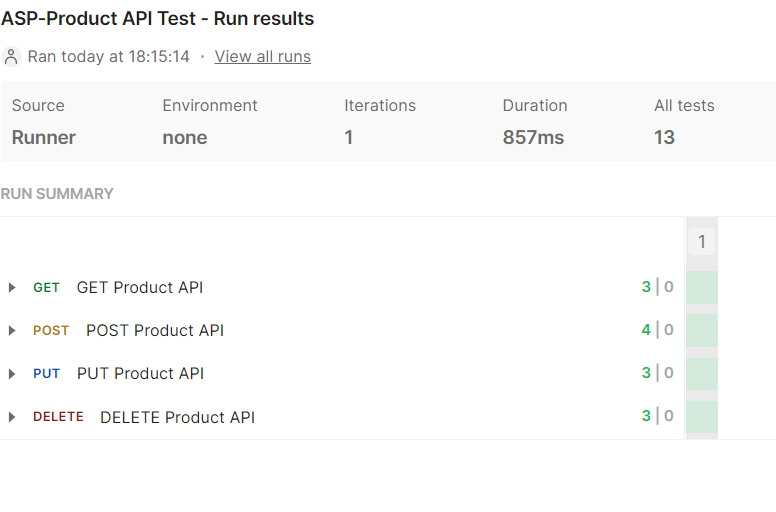 ASP-Product API Test - Run results
Ran today at 18:15:14 · View all runs
Source Environment Iterations Duration All tests
Runner none 1 857ms 13
RUN SUMMARY
1
GET GET Product API 3 | 0
POST POST Product API 4 | 0
PUT PUT Product API 3 | 0
DELETE DELETE Product API 3 | 0